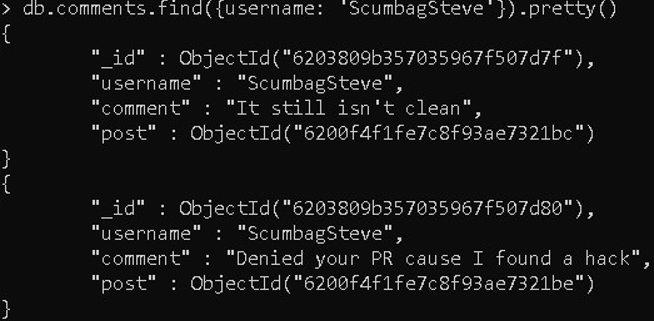 > db.comments.find({username: 'ScumbagSteve'}).pretty()
{
        "_id" : ObjectId("6203809b357035967f507d7f"),
        "username" : "ScumbagSteve",
        "comment" : "It still isn't clean",
        "post" : ObjectId("6200f4f1fe7c8f93ae7321bc")
}
{
        "_id" : ObjectId("6203809b357035967f507d80"),
        "username" : "ScumbagSteve",
        "comment" : "Denied your PR cause I found a hack",
        "post" : ObjectId("6200f4f1fe7c8f93ae7321be")
}